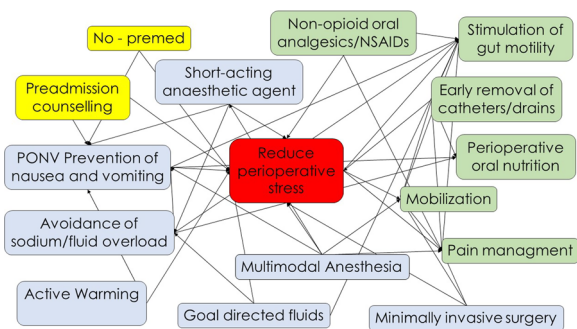 No - premed
Non-opioid oral
analgesics/NSAIDs
Stimulation of
gut motility
Short-acting
anaesthetic agent
Preadmission
counselling
Early removal of
catheters/drains
PONV Prevention of
nausea and vomiting
Reduce
perioperative
stress
Perioperative
oral nutrition
Mobilization
Avoidance of
sodium/fluid overload
Pain managment
Multimodal Anesthesia
Active Warming
Goal directed fluids
Minimally invasive surgery